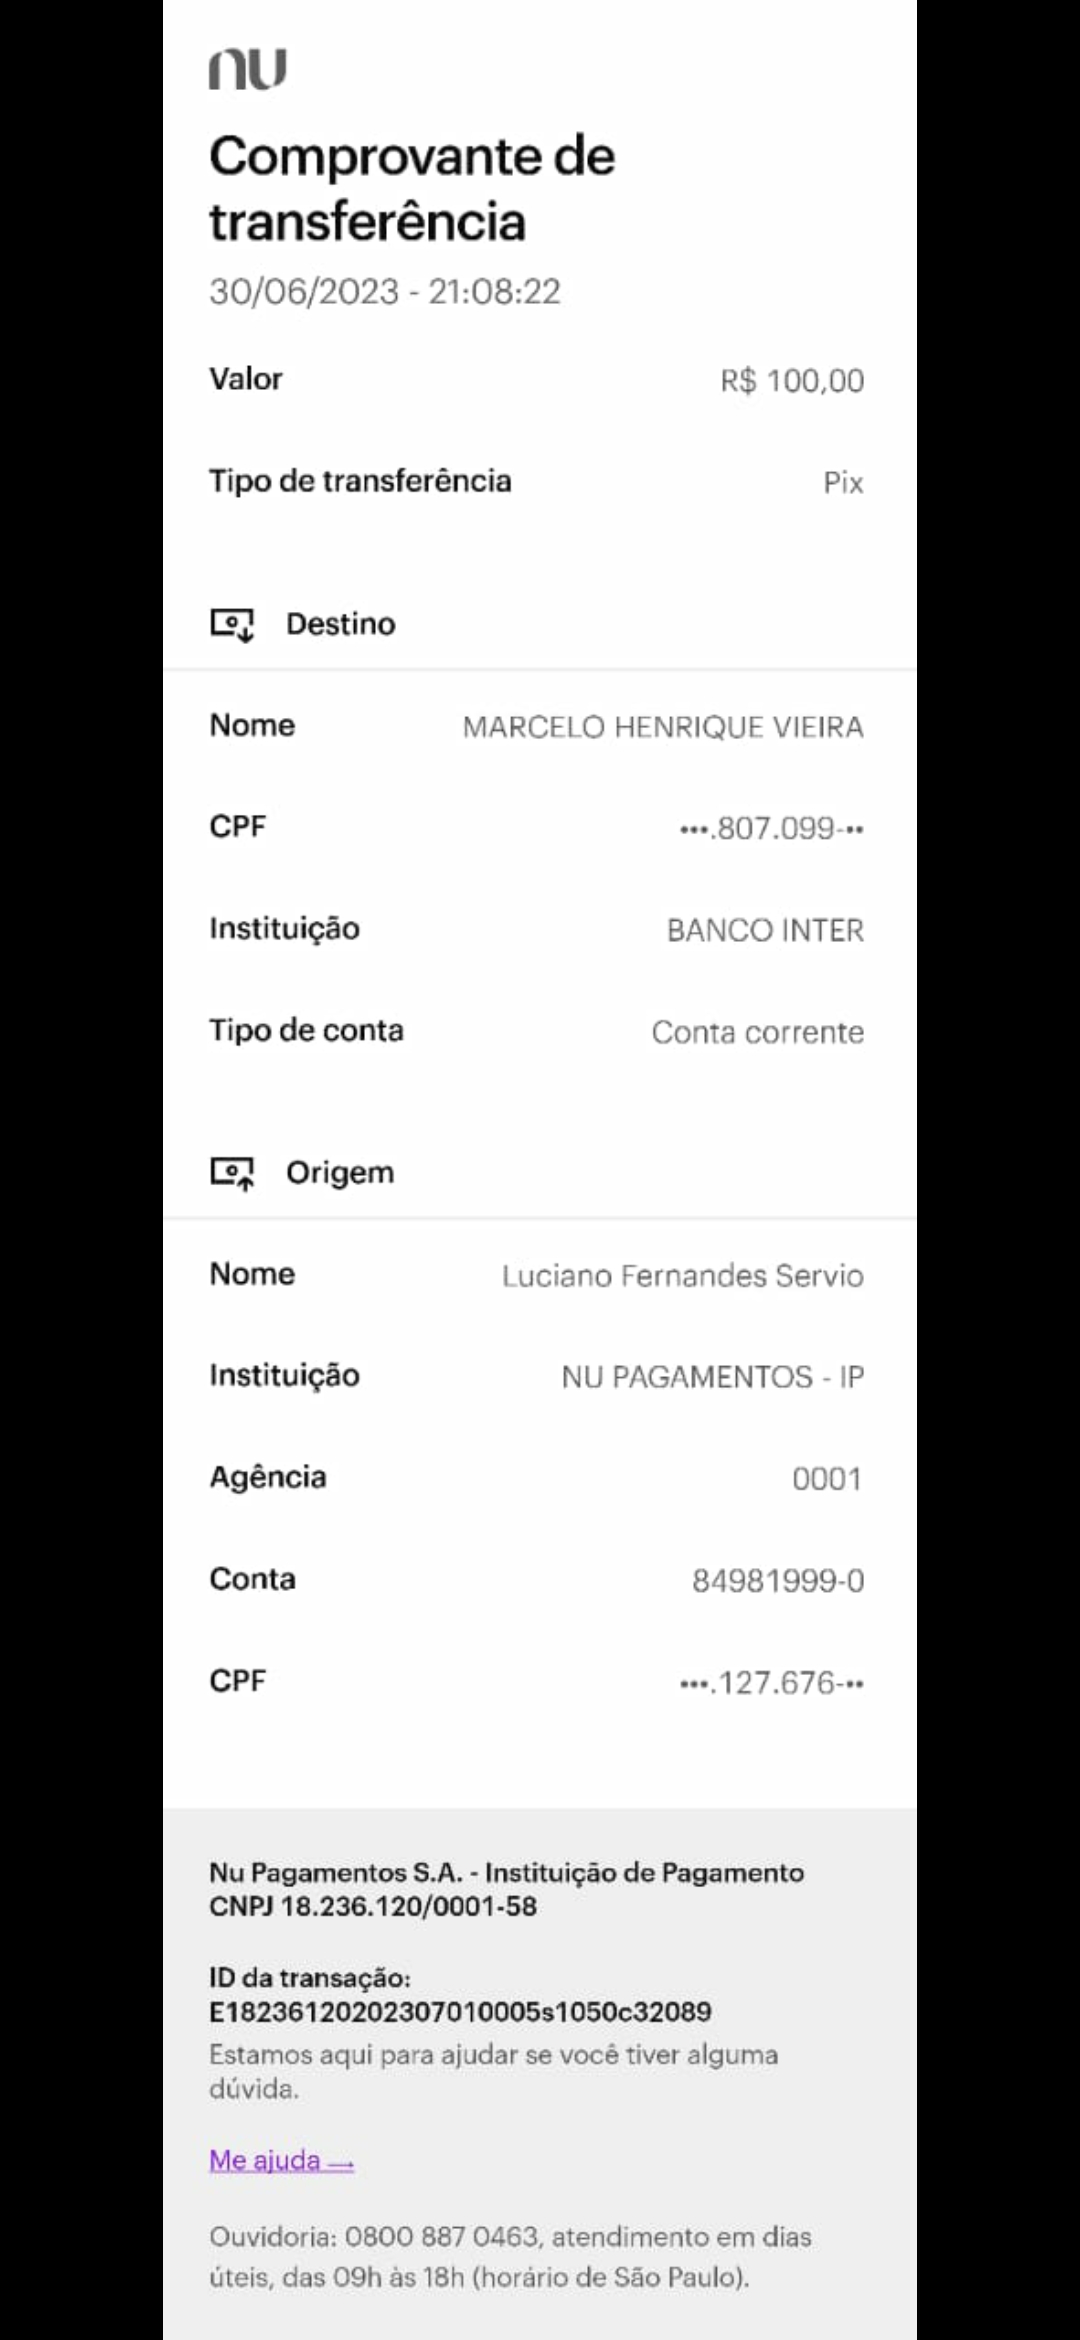 nu
Comprovante de
transferência
30/06/2023 - 21:08:22
Valor R$ 100,00
Tipo de transferência Pix
Destino
Nome MARCELO HENRIQUE VIEIRA
CPF •••.807.099-••
Instituição BANCO INTER
Tipo de conta Conta corrente
Origem
Nome Luciano Fernandes Servio
Instituição NU PAGAMENTOS - IP
Agência 0001
Conta 84981999-0
CPF •••.127.676-••
Nu Pagamentos S.A. - Instituição de Pagamento
CNPJ 18.236.120/0001-58
ID da transação:
E18236120202307010005s1050c32089
Estamos aqui para ajudar se você tiver alguma
dúvida.
Me ajuda →
Ouvidoria: 0800 887 0463, atendimento em dias
úteis, das 09h às 18h (horário de São Paulo).